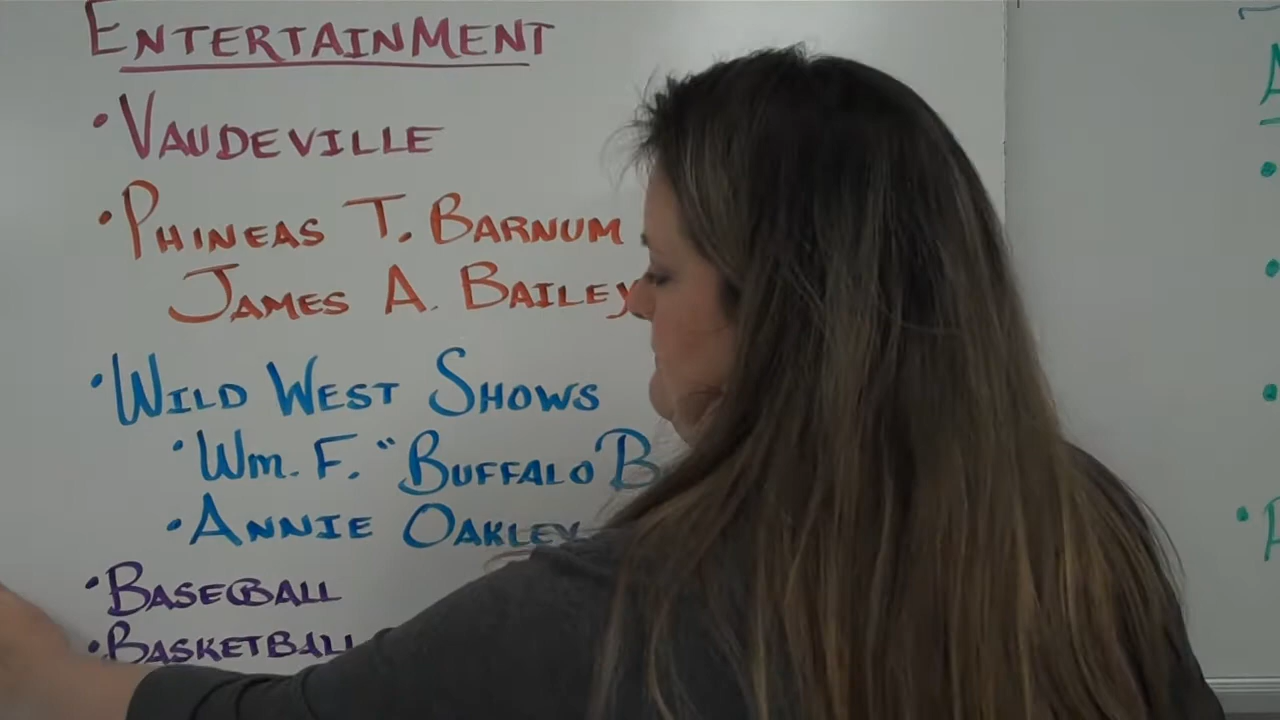 ENTERTAINMENT
• VAUDEVILLE
• PHINEAS T. BARNUM
JAMES A. BAILEY
• WILD WEST SHOWS
• WM. F. "BUFFALO B
• ANNIE OAKLEY
• BASEBALL
• BASKETBALL